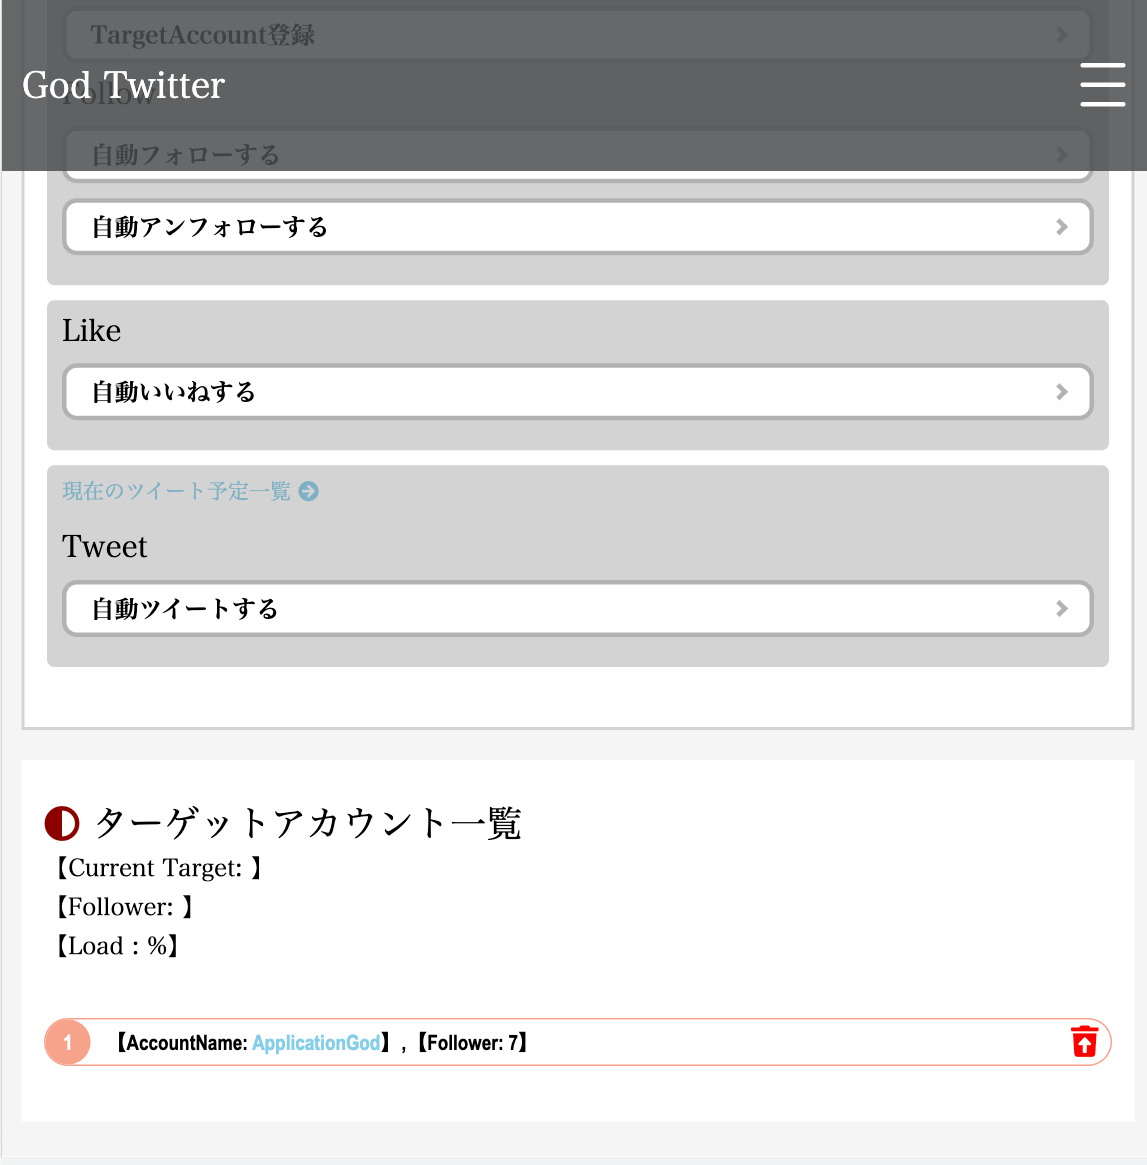 TargetAccount登録
God Twitter
Follow
自動フォローする
自動アンフォローする
Like
自動いいねする
現在のツイート予定一覧
Tweet
自動ツイートする
ターゲットアカウント一覧
【Current Target: 】
【Follower: 】
【Load : %】
1 【AccountName: ApplicationGod】,【Follower: 7】